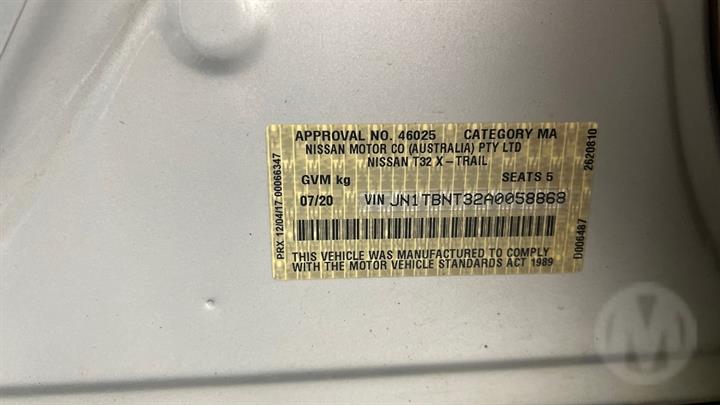 APPROVAL NO. 46025 CATEGORY MA
NISSAN MOTOR CO (AUSTRALIA) PTY LTD
NISSAN T32 X-TRAIL
GVM kg SEATS 5
07/20 VIN JN1TBNT32A0058868
THIS VEHICLE WAS MANUFACTURED TO COMPLY
WITH THE MOTOR VEHICLE STANDARDS ACT 1989
PRX 12/04/17 00066347
2620810
D006487
M